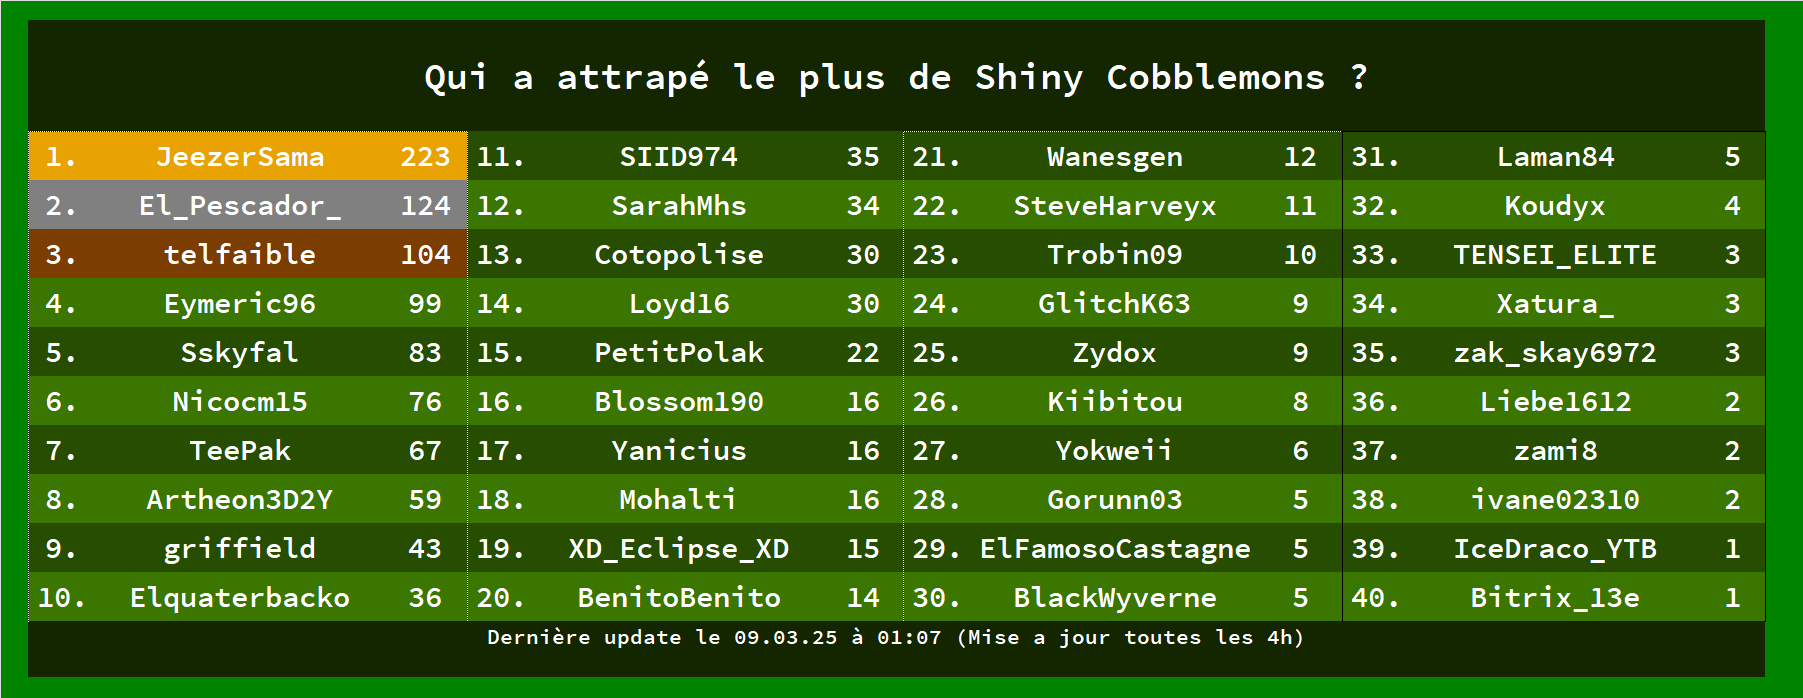 Qui a attrapé le plus de Shiny Cobblemons ?
1. JeezerSama 223 11. SIID974 35 21. Wanesgen 12 31. Laman84 5
2. El_Pescador_ 124 12. SarahMhs 34 22. SteveHarveyx 11 32. Koudyx 4
3. telfaible 104 13. Cotopolise 30 23. Trobin09 10 33. TENSEI_ELITE 3
4. Eymeric96 99 14. Loyd16 30 24. GlitchK63 9 34. Xatura_ 3
5. Sskyfal 83 15. PetitPolak 22 25. Zydox 9 35. zak_skay6972 3
6. Nicocm15 76 16. Blossom190 16 26. Kiibitou 8 36. Liebe1612 2
7. TeePak 67 17. Yanicius 16 27. Yokweii 6 37. zami8 2
8. Artheon3D2Y 59 18. Mohalti 16 28. Gorunn03 5 38. ivane02310 2
9. griffield 43 19. XD_Eclipse_XD 15 29. ElFamosoCastagne 5 39. IceDraco_YTB 1
10. Elquaterbacko 36 20. BenitoBenito 14 30. BlackWyverne 5 40. Bitrix_13e 1
Dernière update le 09.03.25 à 01:07 (Mise a jour toutes les 4h)